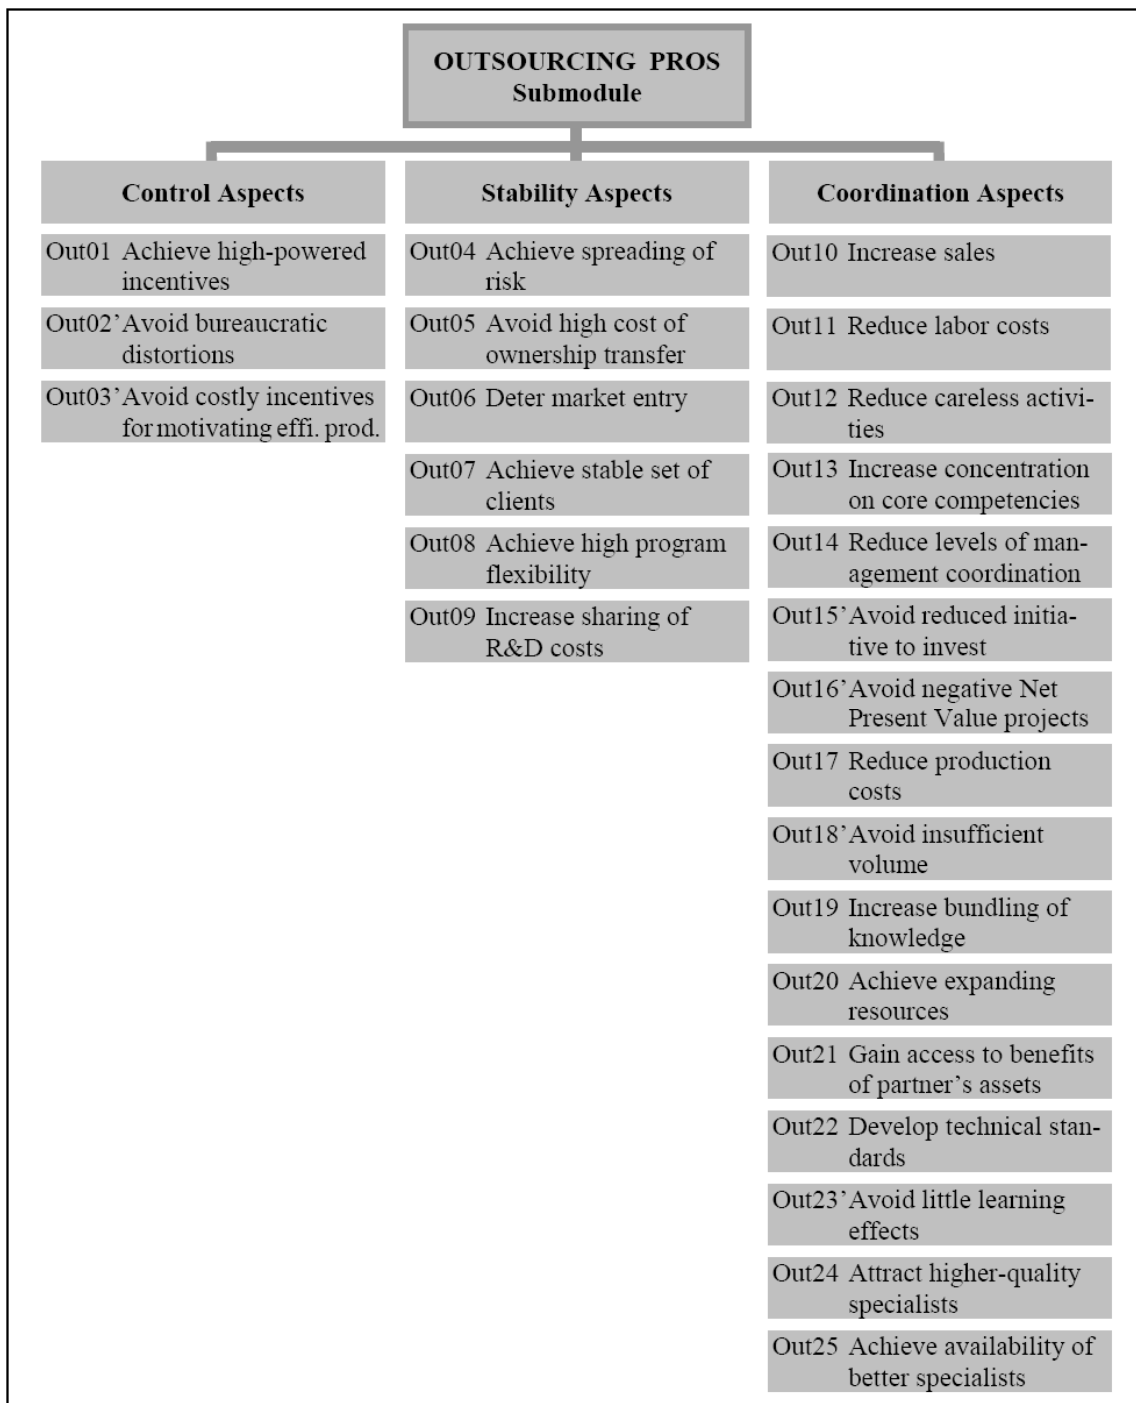 OUTSOURCING PROS
Submodule
Control Aspects
Out01 Achieve high-powered
incentives
Out02’ Avoid bureaucratic
distortions
Out03’ Avoid costly incentives
for motivating effi. prod.
Stability Aspects
Out04 Achieve spreading of
risk
Out05 Avoid high cost of
ownership transfer
Out06 Deter market entry
Out07 Achieve stable set of
clients
Out08 Achieve high program
flexibility
Out09 Increase sharing of
R&D costs
Coordination Aspects
Out10 Increase sales
Out11 Reduce labor costs
Out12 Reduce careless activi-
ties
Out13 Increase concentration
on core competencies
Out14 Reduce levels of man-
agement coordination
Out15’ Avoid reduced initia-
tive to invest
Out16’ Avoid negative Net
Present Value projects
Out17 Reduce production
costs
Out18’ Avoid insufficient
volume
Out19 Increase bundling of
knowledge
Out20 Achieve expanding
resources
Out21 Gain access to benefits
of partner’s assets
Out22 Develop technical stan-
dards
Out23’ Avoid little learning
effects
Out24 Attract higher-quality
specialists
Out25 Achieve availability of
better specialists